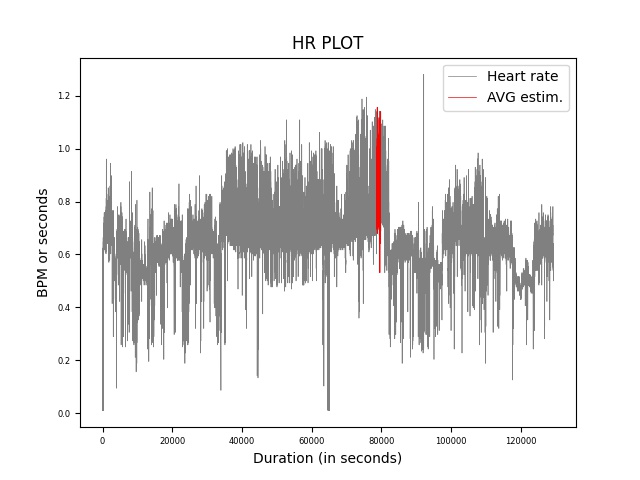 HR PLOT
Heart rate
AVG estim.
BPM or seconds
1.2
1.0
0.8
0.6
0.4
0.2
0.0
0 20000 40000 60000 80000 100000 120000
Duration (in seconds)